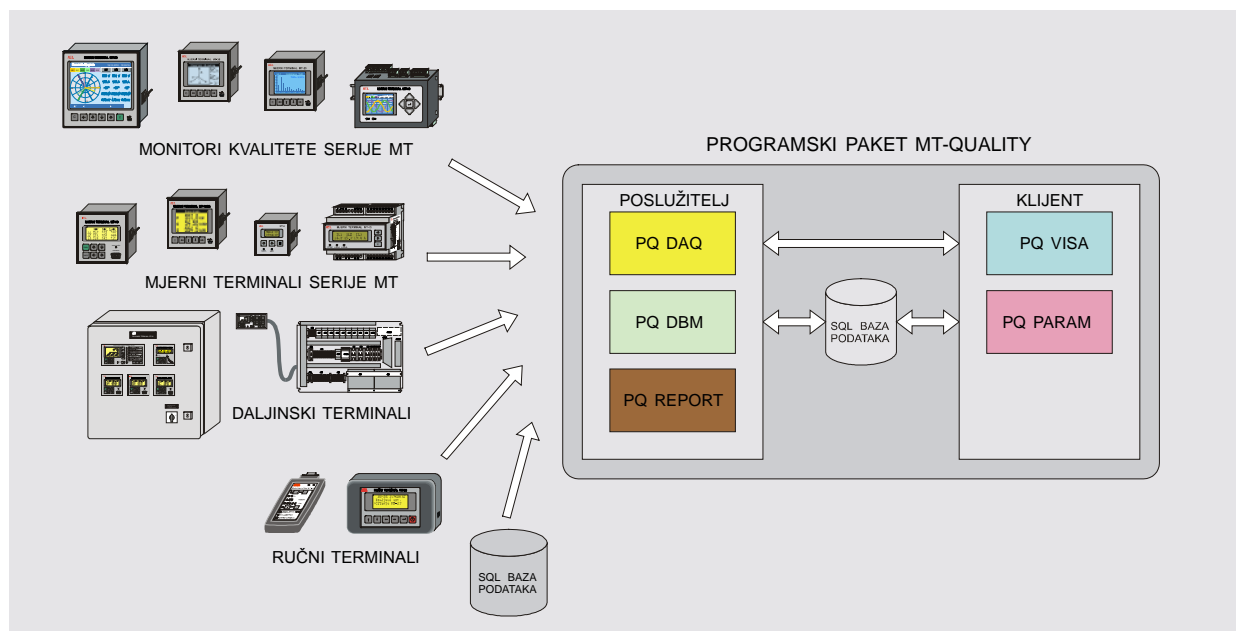 MONITORI KVALITETE SERIJE MT
MJERNI TERMINALI SERIJE MT
DALJINSKI TERMINALI
RUČNI TERMINALI
SQL BAZA
PODATAKA
PROGRAMSKI PAKET MT-QUALITY
POSLUŽITELJ
PQ DAQ
PQ DBM
PQ REPORT
SQL BAZA
PODATAKA
KLIJENT
PQ VISA
PQ PARAM